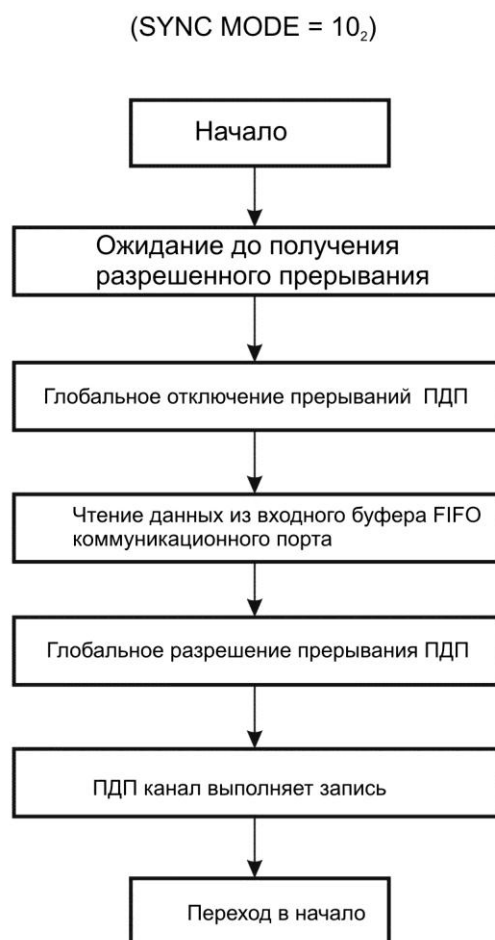 (SYNC MODE = 10₂)
Начало
Ожидание до получения
разрешенного прерывания
Глобальное отключение прерываний ПДП
Чтение данных из входного буфера FIFO
коммуникационного порта
Глобальное разрешение прерывания ПДП
ПДП канал выполняет запись
Переход в начало